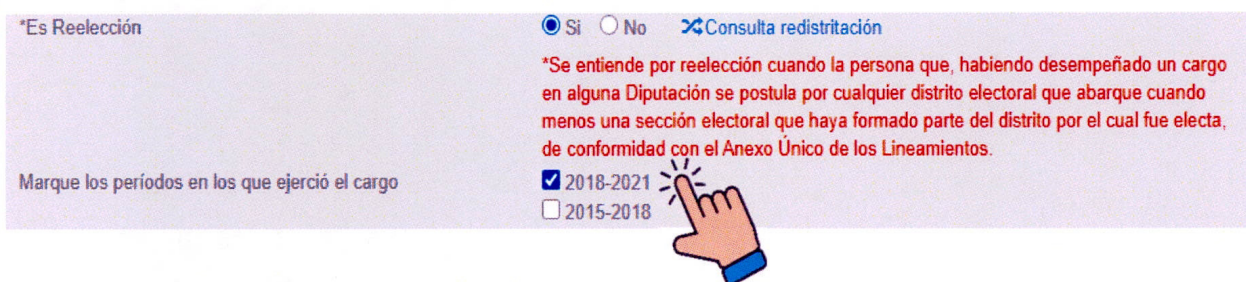 *Es Reelección
Si No Consulta redistritación
*Se entiende por reelección cuando la persona que, habiendo desempeñado un cargo
en alguna Diputación se postula por cualquier distrito electoral que abarque cuando
menos una sección electoral que haya formado parte del distrito por el cual fue electa,
de conformidad con el Anexo Único de los Lineamientos.
Marque los períodos en los que ejerció el cargo
2018-2021
2015-2018